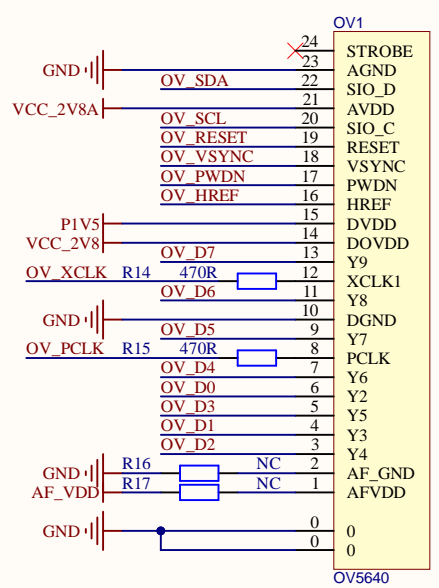 OV1
24 STROBE
GND 23 AGND
OV_SDA 22 SIO_D
VCC_2V8A 21 AVDD
OV_SCL 20 SIO_C
OV_RESET 19 RESET
OV_VSYNC 18 VSYNC
OV_PWDN 17 PWDN
OV_HREF 16 HREF
P1V5 15 DVDD
VCC_2V8 14 DOVDD
OV_D7 13 Y9
OV_XCLK R14 470R 12 XCLK1
OV_D6 11 Y8
GND 10 DGND
OV_D5 9 Y7
OV_PCLK R15 470R 8 PCLK
OV_D4 7 Y6
OV_D0 6 Y2
OV_D3 5 Y5
OV_D1 4 Y3
OV_D2 3 Y4
GND R16 NC 2 AF_GND
AF_VDD R17 NC 1 AFVDD
GND 0 0
0 0
OV5640